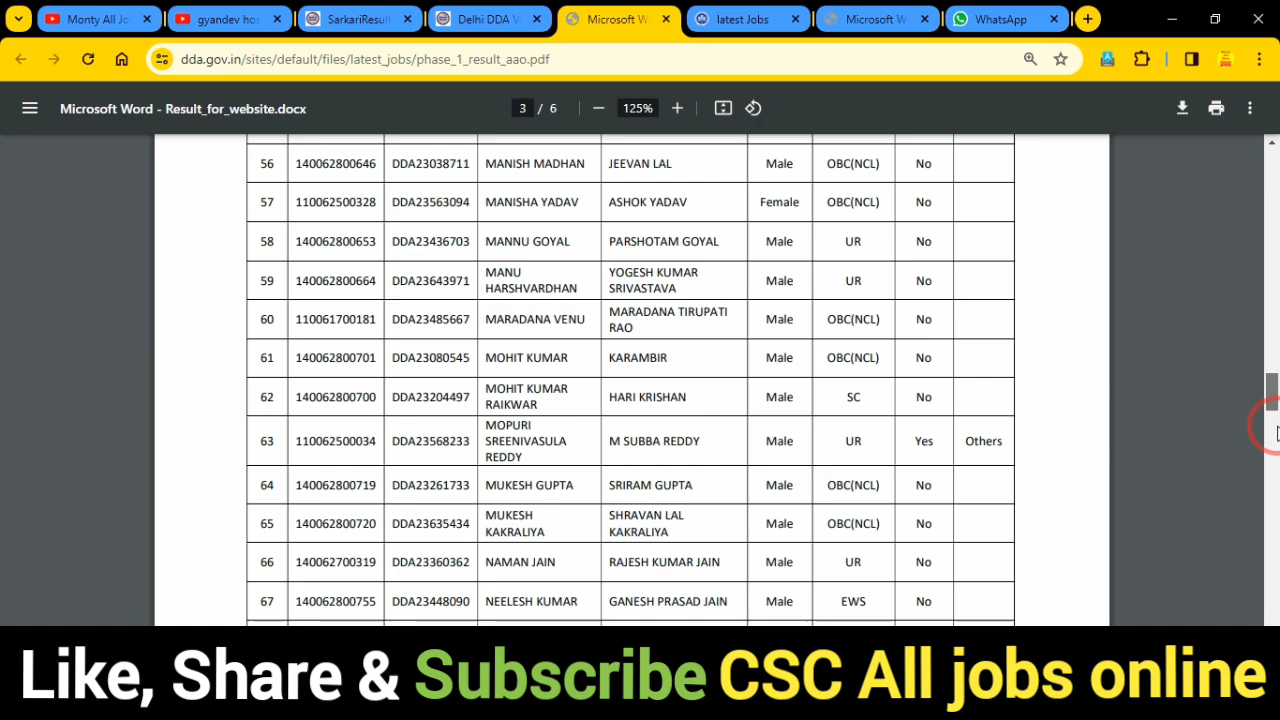 Monty All Jo
gyandev hos
SarkariResul
Delhi DDA V
Microsoft W
latest Jobs
Microsoft W
WhatsApp
dda.gov.in/sites/default/files/latest_jobs/phase_1_result_aao.pdf
Microsoft Word - Result_for_website.docx
3 / 6
125%
56 140062800646 DDA23038711 MANISH MADHAN JEEVAN LAL Male OBC(NCL) No
57 110062500328 DDA23563094 MANISHA YADAV ASHOK YADAV Female OBC(NCL) No
58 140062800653 DDA23436703 MANNU GOYAL PARSHOTAM GOYAL Male UR No
59 140062800664 DDA23643971 MANU HARSHVARDHAN YOGESH KUMAR SRIVASTAVA Male UR No
60 110061700181 DDA23485667 MARADANA VENU MARADANA TIRUPATI RAO Male OBC(NCL) No
61 140062800701 DDA23080545 MOHIT KUMAR KARAMBIR Male OBC(NCL) No
62 140062800700 DDA23204497 MOHIT KUMAR RAIKWAR HARI KRISHAN Male SC No
63 110062500034 DDA23568233 MOPURI SREENIVASULA REDDY M SUBBA REDDY Male UR Yes Others
64 140062800719 DDA23261733 MUKESH GUPTA SRIRAM GUPTA Male OBC(NCL) No
65 140062800720 DDA23635434 MUKESH KAKRALIYA SHRAVAN LAL KAKRALIYA Male OBC(NCL) No
66 140062700319 DDA23360362 NAMAN JAIN RAJESH KUMAR JAIN Male UR No
67 140062800755 DDA23448090 NEELESH KUMAR GANESH PRASAD JAIN Male EWS No
Like, Share & Subscribe CSC All jobs online